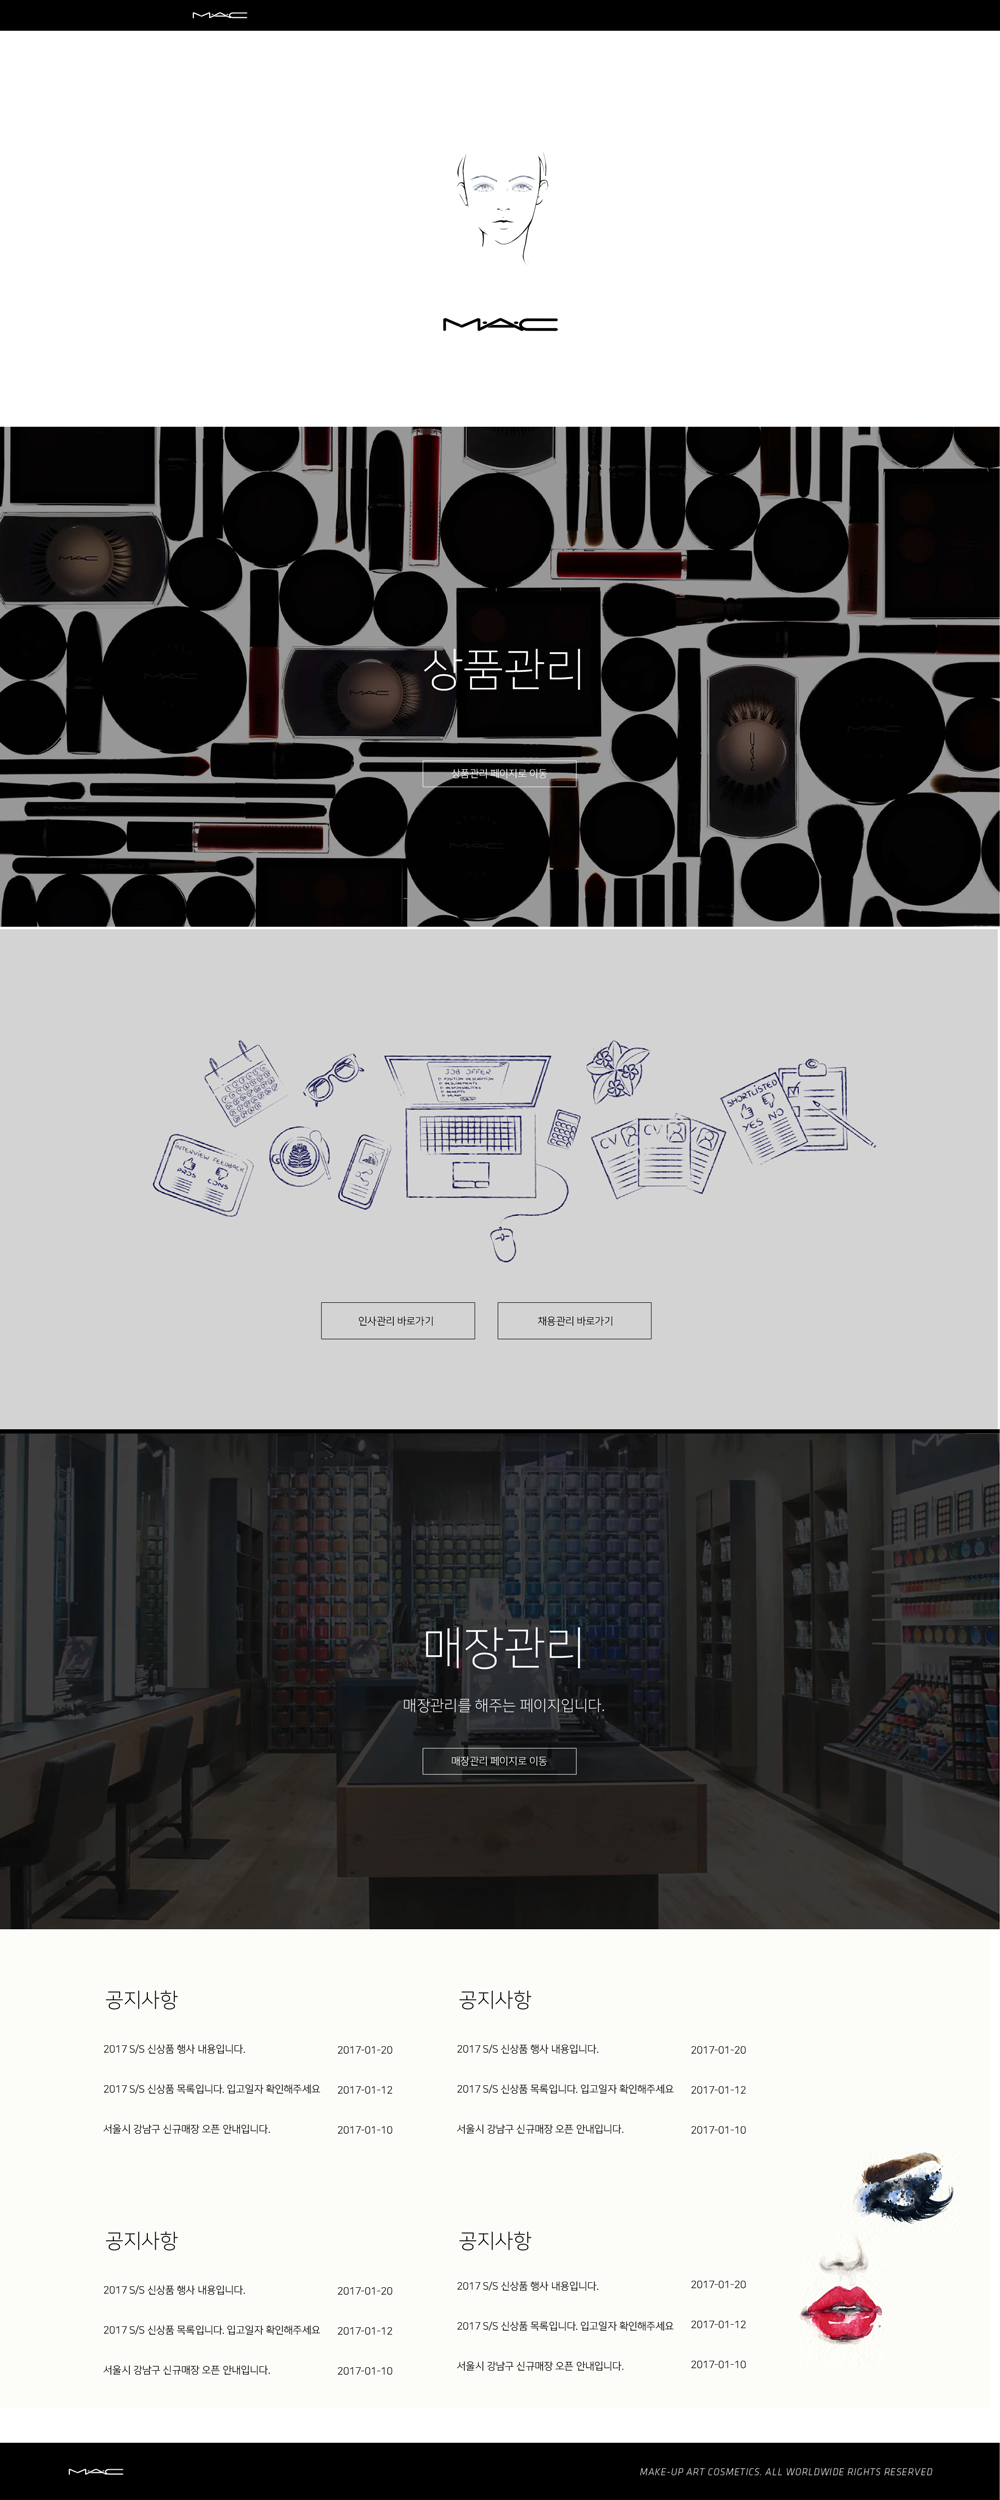 MAC
MAC
MAC
MAC
MAC
MAC
상품관리
상품관리 페이지로 이동
MAC
JOB OFFER
POSITION DESCRIPTION
REQUIREMENTS
RESPONSIBILITIES
BENEFITS
SALARY
SHORTLISTED
YES NO
INTERVIEW FEEDBACK
PROS
CONS
CV
CV
인사관리 바로가기
채용관리 바로가기
매장관리
매장관리를 해주는 페이지입니다.
매장관리 페이지로 이동
공지사항
2017 S/S 신상품 행사 내용입니다. 2017-01-20
2017 S/S 신상품 목록입니다. 입고일자 확인해주세요 2017-01-12
서울시 강남구 신규매장 오픈 안내입니다. 2017-01-10
공지사항
2017 S/S 신상품 행사 내용입니다. 2017-01-20
2017 S/S 신상품 목록입니다. 입고일자 확인해주세요 2017-01-12
서울시 강남구 신규매장 오픈 안내입니다. 2017-01-10
공지사항
2017 S/S 신상품 행사 내용입니다. 2017-01-20
2017 S/S 신상품 목록입니다. 입고일자 확인해주세요 2017-01-12
서울시 강남구 신규매장 오픈 안내입니다. 2017-01-10
공지사항
2017 S/S 신상품 행사 내용입니다. 2017-01-20
2017 S/S 신상품 목록입니다. 입고일자 확인해주세요 2017-01-12
서울시 강남구 신규매장 오픈 안내입니다. 2017-01-10
MAC
MAKE-UP ART COSMETICS. ALL WORLDWIDE RIGHTS RESERVED